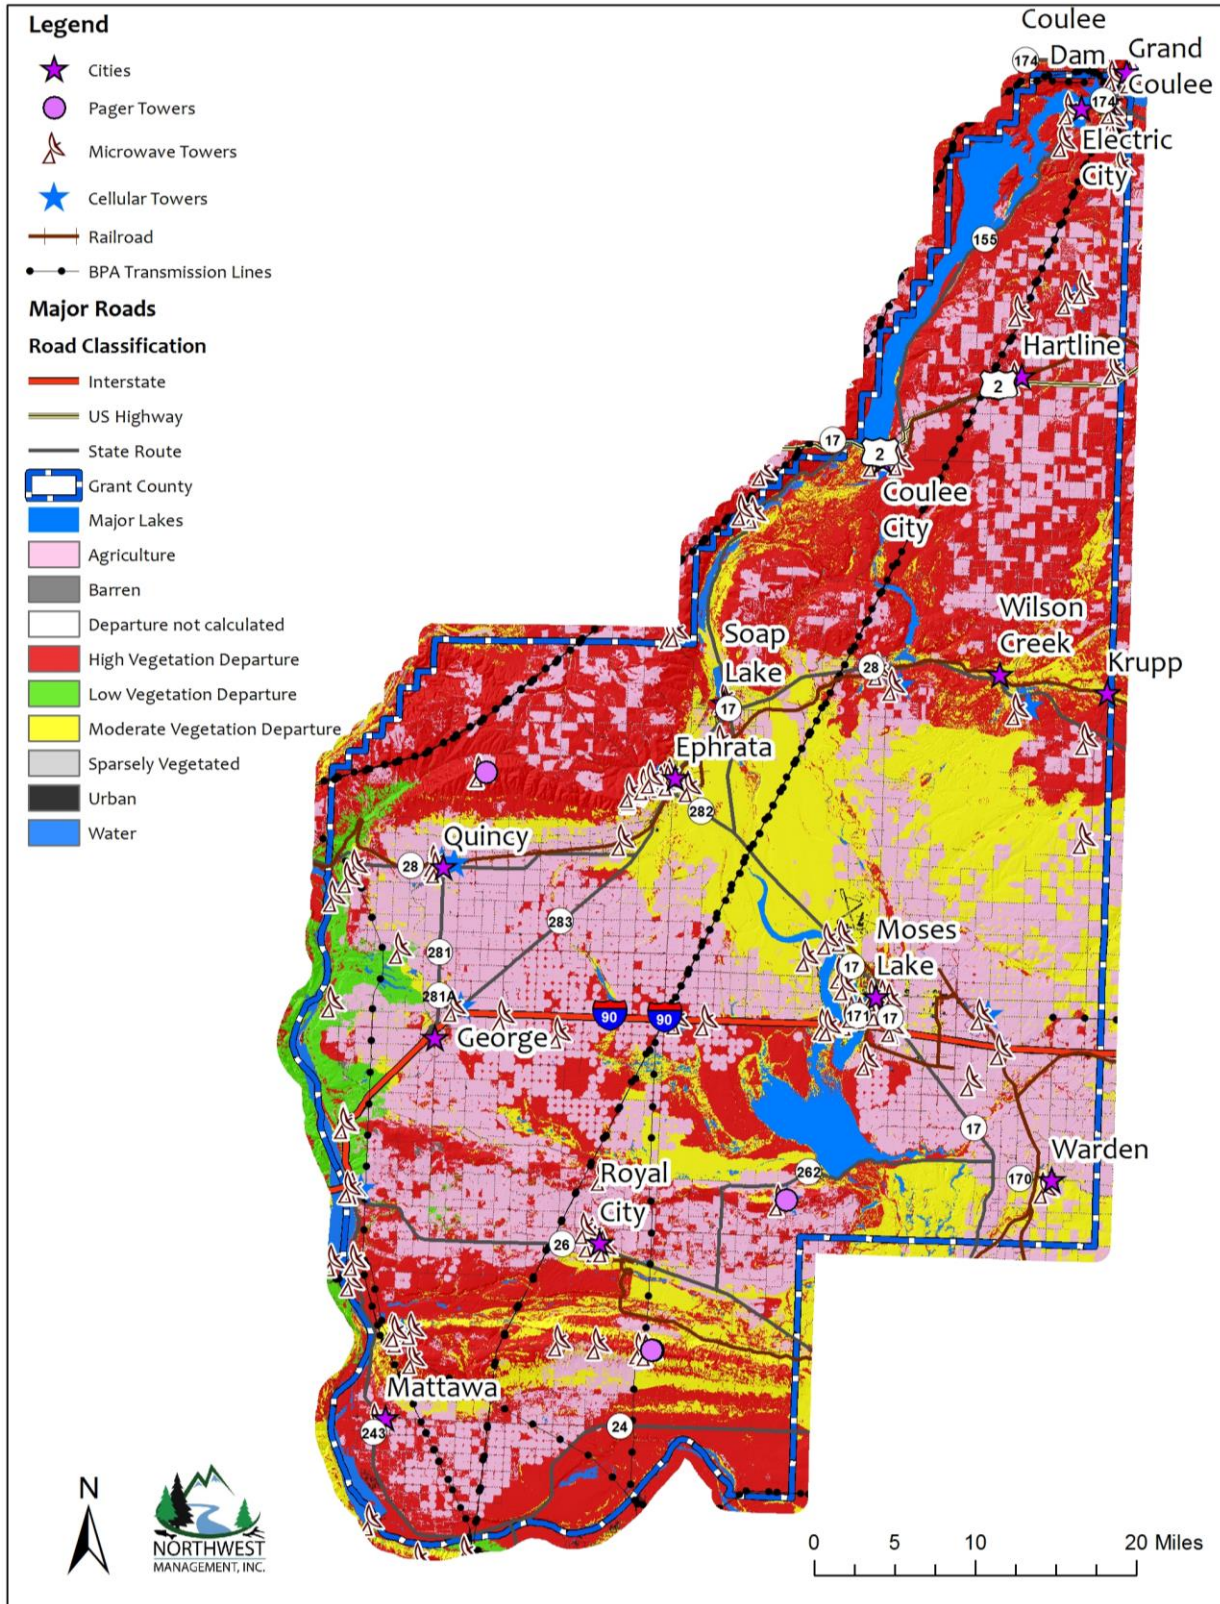 Legend
Cities
Pager Towers
Microwave Towers
Cellular Towers
Railroad
BPA Transmission Lines
Major Roads
Road Classification
Interstate
US Highway
State Route
Grant County
Major Lakes
Agriculture
Barren
Departure not calculated
High Vegetation Departure
Low Vegetation Departure
Moderate Vegetation Departure
Sparsely Vegetated
Urban
Water
Coulee
Dam
174
Grand
Coulee
174
Electric
City
155
Hartline
2
17
2
Coulee
City
Wilson
Creek
Krupp
Soap
Lake
28
17
Ephrata
282
Quincy
28
283
281
Moses
Lake
17
281A
90
90
171
17
George
17
Warden
170
262
Royal
City
26
Mattawa
243
24
N
NORTHWEST
MANAGEMENT, INC.
0 5 10 20 Miles